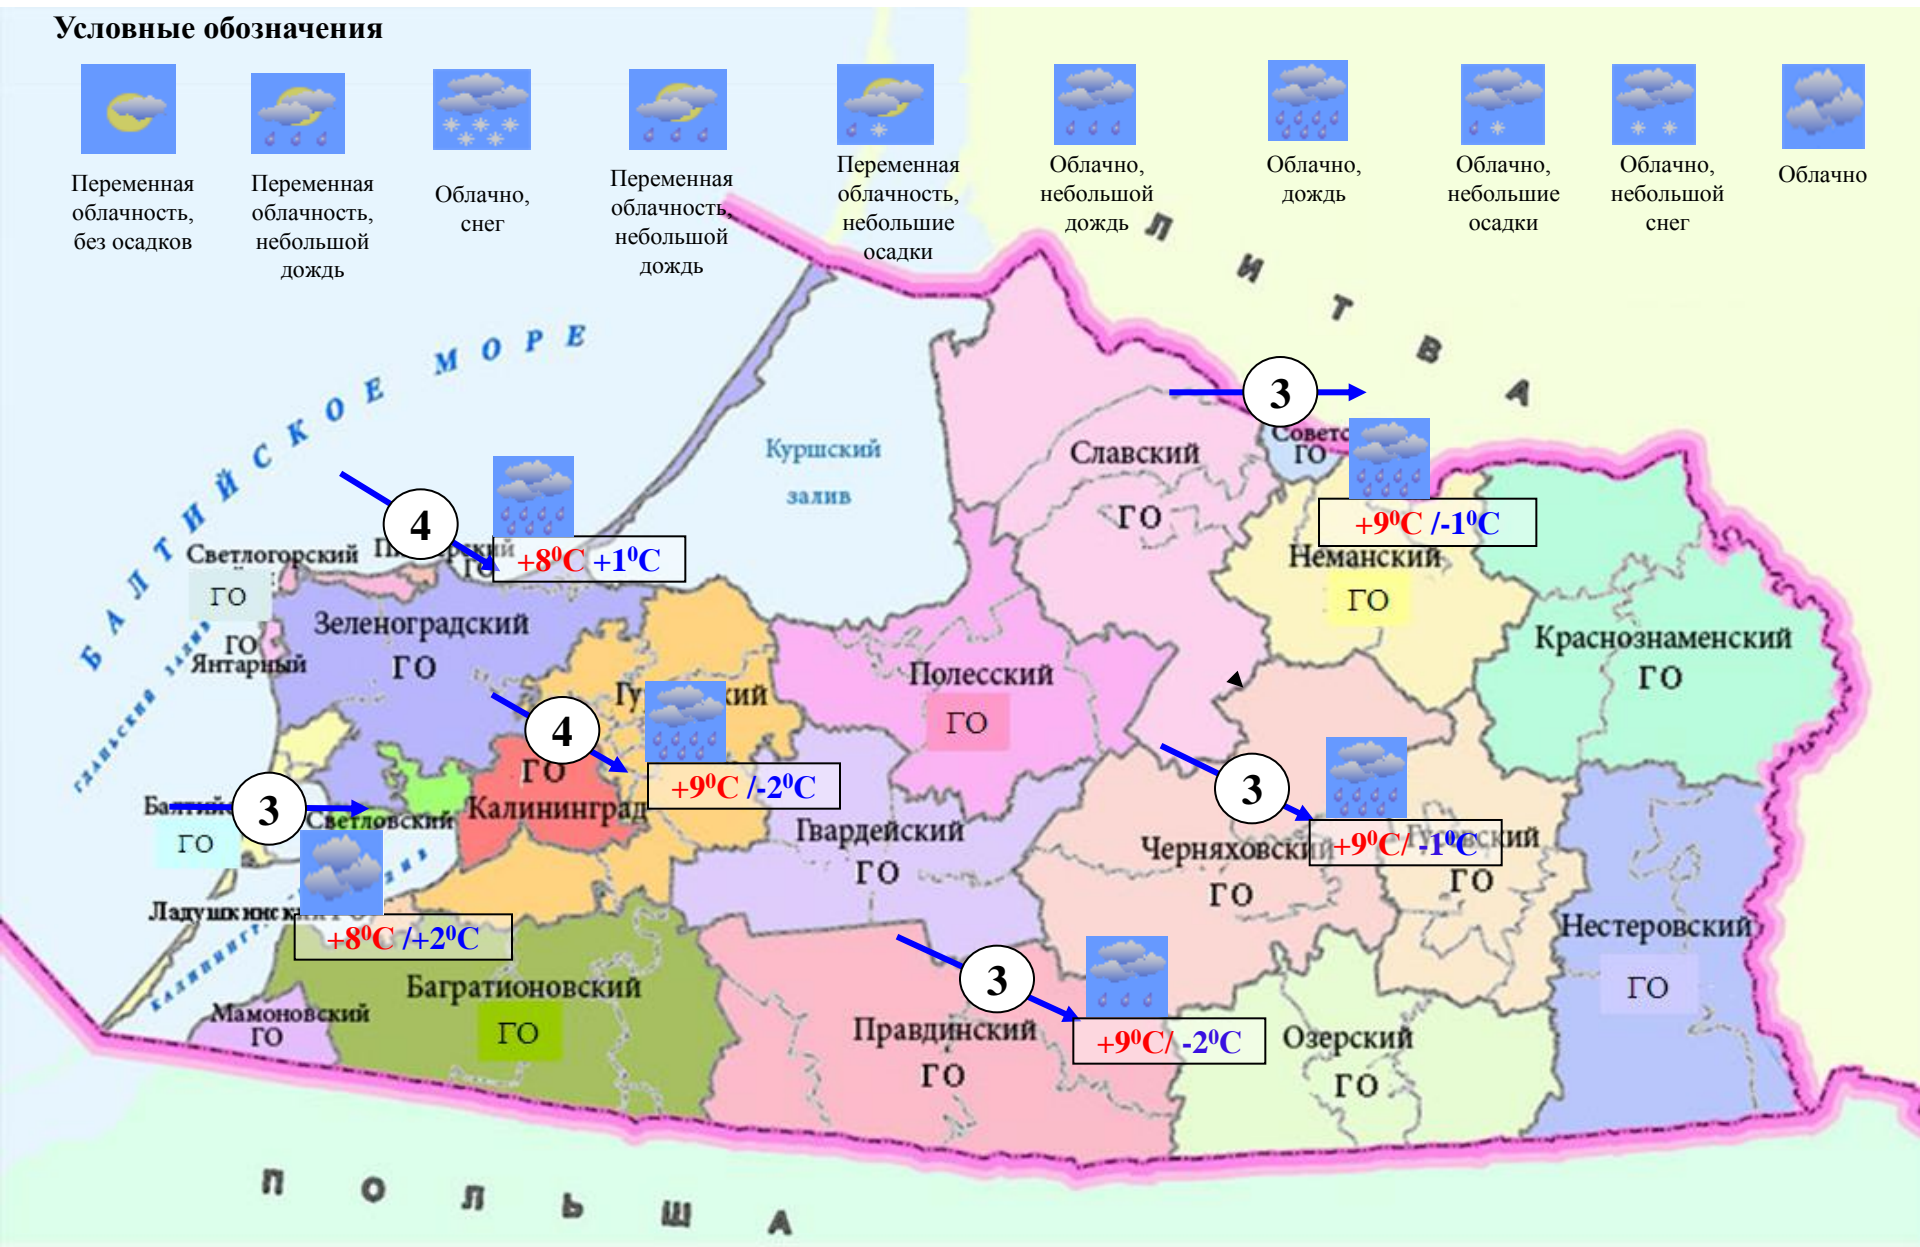 Условные обозначения
Переменная
облачность,
без осадков
Переменная
облачность,
небольшой
дождь
Облачно,
снег
Переменная
облачность,
небольшой
дождь
Переменная
облачность,
небольшие
осадки
Облачно,
небольшой
дождь
Облачно,
дождь
Облачно,
небольшие
осадки
Облачно,
небольшой
снег
Облачно
ЛИТВА
БАЛТИЙСКОЕ МОРЕ
Куршский
залив
3
Славский
ГО
ГО
+9⁰С /-1⁰С
Неманский
ГО
4
+8⁰С +1⁰С
Светлогорский
ГО
ГО
Янтарный
Зеленоградский
ГО
Краснознаменский
ГО
Полесский
ГО
4
ГО
Калининград
+9⁰С /-2⁰С
3
Светловский
ГО
Гвардейский
ГО
3
+9⁰С/ -1⁰С
Черняховский
ГО
ГО
+8⁰С /+2⁰С
Нестеровский
ГО
Багратионовский
ГО
Мамоновский
ГО
3
+9⁰С/ -2⁰С
Правдинский
ГО
Озерский
ГО
ПОЛЬША